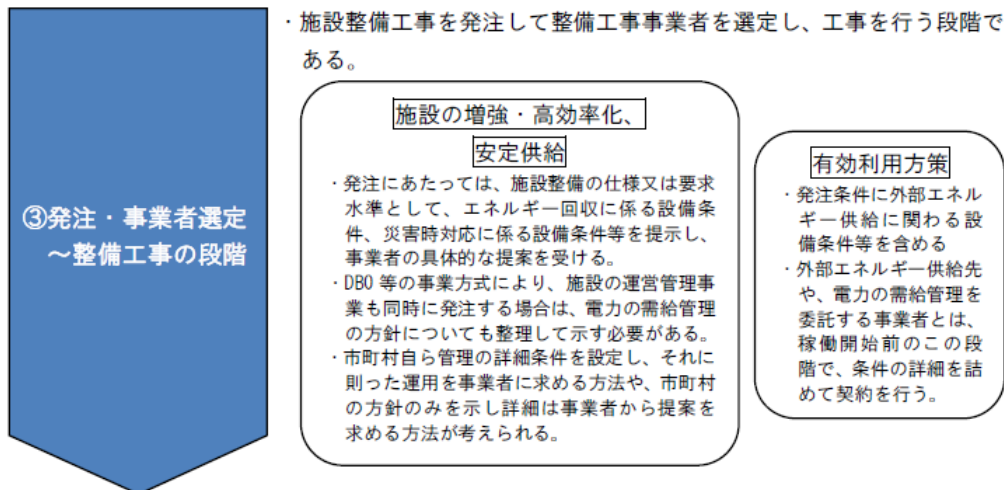 ・施設整備工事を発注して整備工事事業者を選定し、工事を行う段階で
ある。
③発注・事業者選定
～整備工事の段階
施設の増強・高効率化、
安定供給
・発注にあたっては、施設整備の仕様又は要求
水準として、エネルギー回収に係る設備条
件、災害時対応に係る設備条件等を提示し、
事業者の具体的な提案を受ける。
・DBO 等の事業方式により、施設の運営管理事
業も同時に発注する場合は、電力の需給管理
の方針についても整理して示す必要がある。
・市町村自ら管理の詳細条件を設定し、それに
則った運用を事業者に求める方法や、市町村
の方針のみを示し詳細は事業者から提案を
求める方法が考えられる。
有効利用方策
・発注条件に外部エネル
ギー供給に関わる設
備条件等を含める
・外部エネルギー供給先
や、電力の需給管理を
委託する事業者とは、
稼働開始前のこの段
階で、条件の詳細を詰
めて契約を行う。